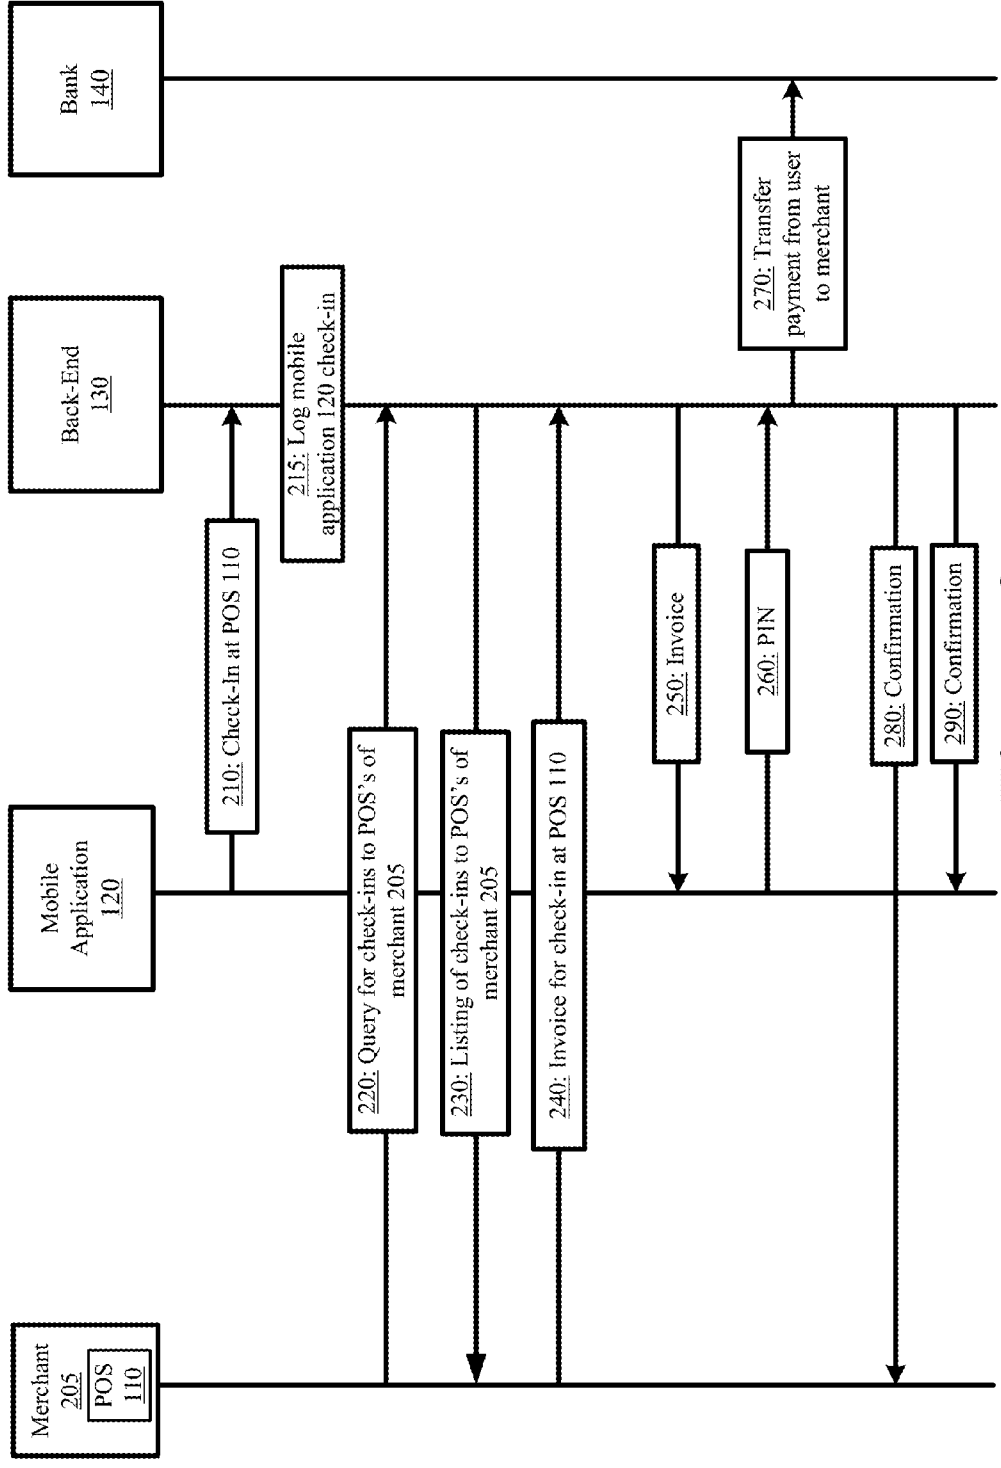 Merchant
205
POS
110
Mobile
Application
120
Back-End
130
Bank
140
210: Check-In at POS 110
215: Log mobile
application 120 check-in
220: Query for check-ins to POS's of
merchant 205
230: Listing of check-ins to POS's of
merchant 205
240: Invoice for check-in at POS 110
250: Invoice
260: PIN
270: Transfer
payment from user
to merchant
280: Confirmation
290: Confirmation